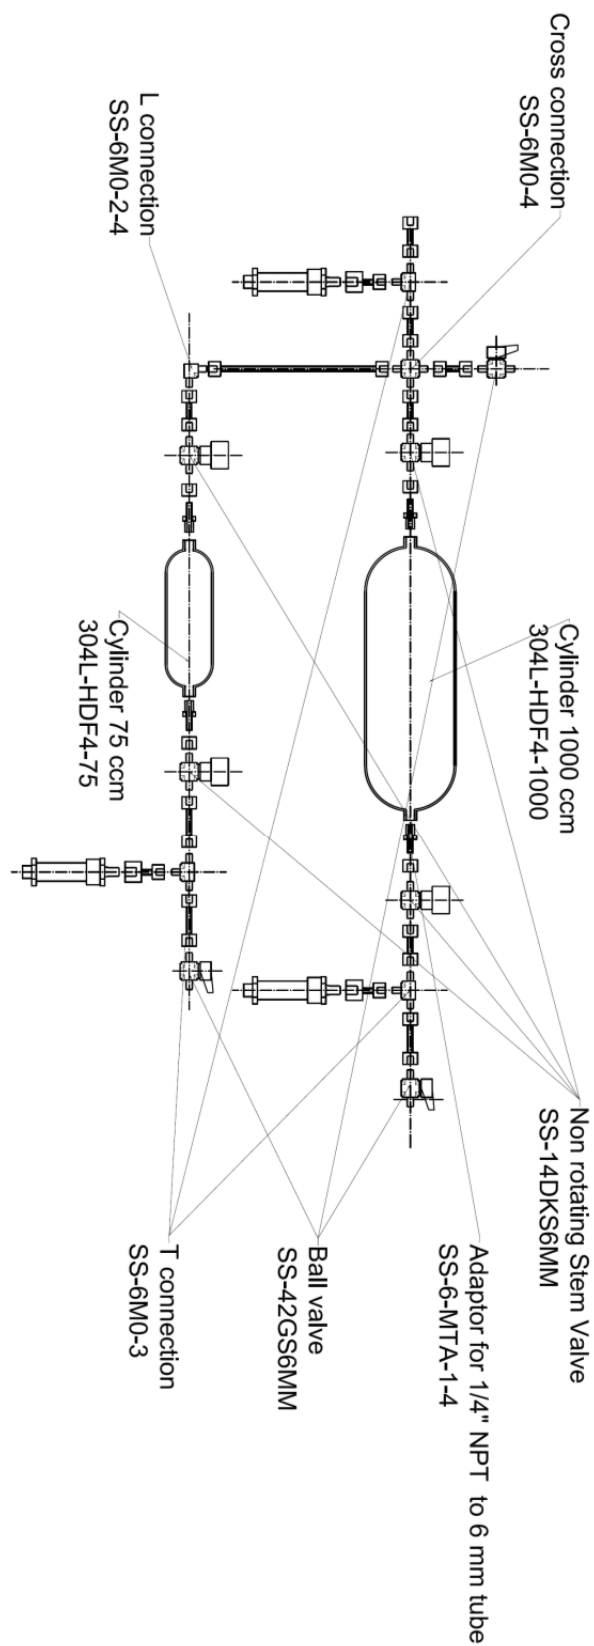 Cross connection
SS-6M0-4
L connection
SS-6M0-2-4
Cylinder 1000 ccm
304L-HDF4-1000
Cylinder 75 ccm
304L-HDF4-75
Non rotating Stem Valve
SS-14DKS6MM
Adaptor for 1/4" NPT to 6 mm tube
SS-6-MTA-1-4
Ball valve
SS-42GS6MM
T connection
SS-6M0-3